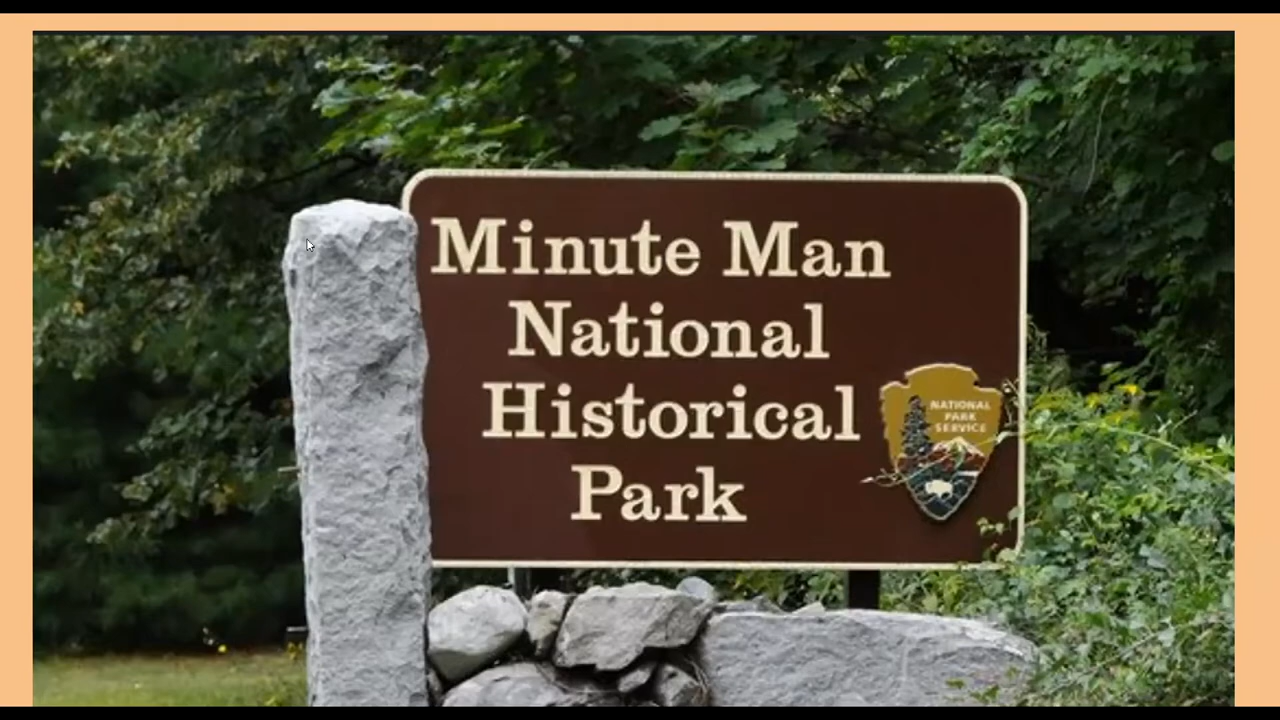 Minute Man
National
Historical
Park
NATIONAL
PARK
SERVICE